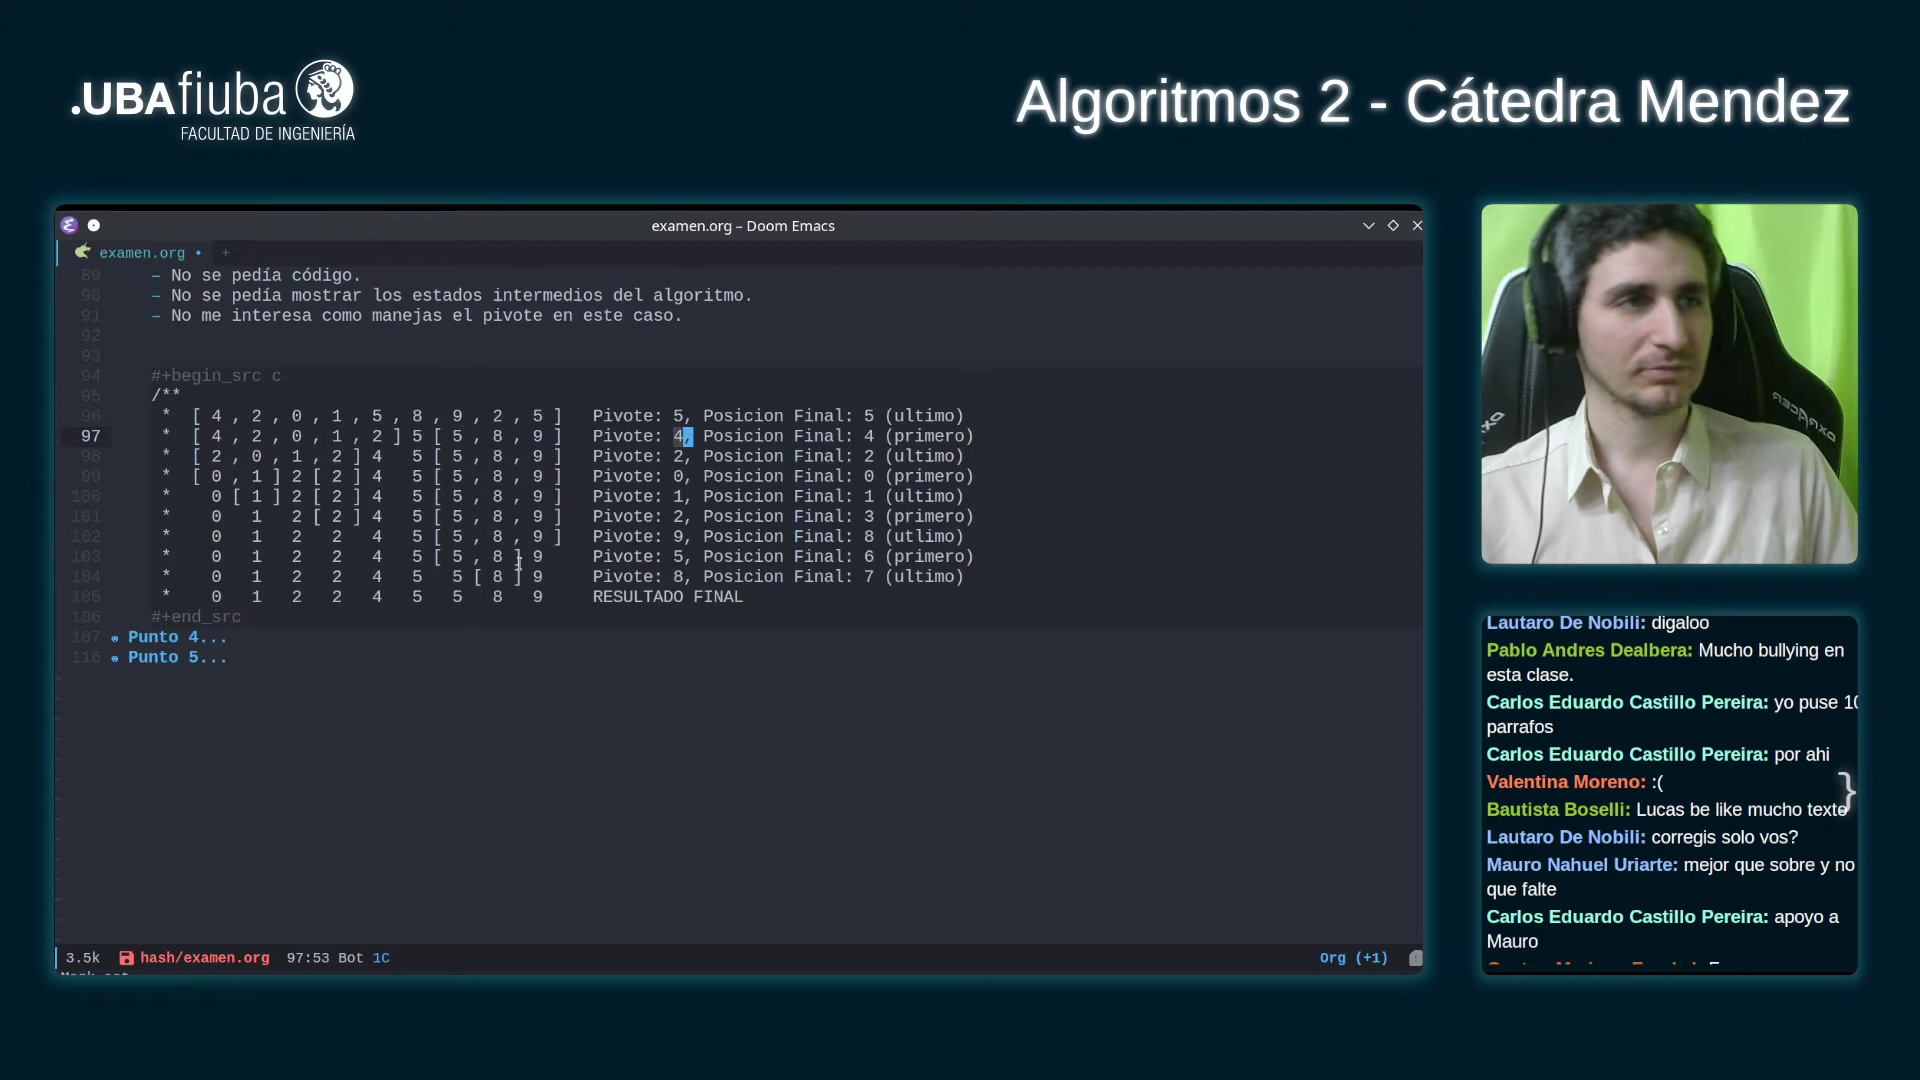 .UBAfiuba
FACULTAD DE INGENIERÍA
Algoritmos 2 - Cátedra Mendez
examen.org – Doom Emacs
examen.org • +
89 – No se pedía código.
90 – No se pedía mostrar los estados intermedios del algoritmo.
91 – No me interesa como manejas el pivote en este caso.
92
93
94 #+begin_src c
95 /**
96 * [ 4 , 2 , 0 , 1 , 5 , 8 , 9 , 2 , 5 ] Pivote: 5, Posicion Final: 5 (ultimo)
97 * [ 4 , 2 , 0 , 1 , 2 ] 5 [ 5 , 8 , 9 ] Pivote: 4, Posicion Final: 4 (primero)
98 * [ 2 , 0 , 1 , 2 ] 4 5 [ 5 , 8 , 9 ] Pivote: 2, Posicion Final: 2 (ultimo)
99 * [ 0 , 1 ] 2 [ 2 ] 4 5 [ 5 , 8 , 9 ] Pivote: 0, Posicion Final: 0 (primero)
100 * 0 [ 1 ] 2 [ 2 ] 4 5 [ 5 , 8 , 9 ] Pivote: 1, Posicion Final: 1 (ultimo)
101 * 0 1 2 [ 2 ] 4 5 [ 5 , 8 , 9 ] Pivote: 2, Posicion Final: 3 (primero)
102 * 0 1 2 2 4 5 [ 5 , 8 , 9 ] Pivote: 9, Posicion Final: 8 (utlimo)
103 * 0 1 2 2 4 5 [ 5 , 8 ] 9 Pivote: 5, Posicion Final: 6 (primero)
104 * 0 1 2 2 4 5 5 [ 8 ] 9 Pivote: 8, Posicion Final: 7 (ultimo)
105 * 0 1 2 2 4 5 5 8 9 RESULTADO FINAL
106 #+end_src
107 Punto 4...
116 Punto 5...
3.5k hash/examen.org 97:53 Bot 1C Org (+1)
Lautaro De Nobili: digaloo
Pablo Andres Dealbera: Mucho bullying en
esta clase.
Carlos Eduardo Castillo Pereira: yo puse 10
parrafos
Carlos Eduardo Castillo Pereira: por ahi
Valentina Moreno: :(
}
Bautista Boselli: Lucas be like mucho texto
Lautaro De Nobili: corregis solo vos?
Mauro Nahuel Uriarte: mejor que sobre y no
que falte
Carlos Eduardo Castillo Pereira: apoyo a
Mauro